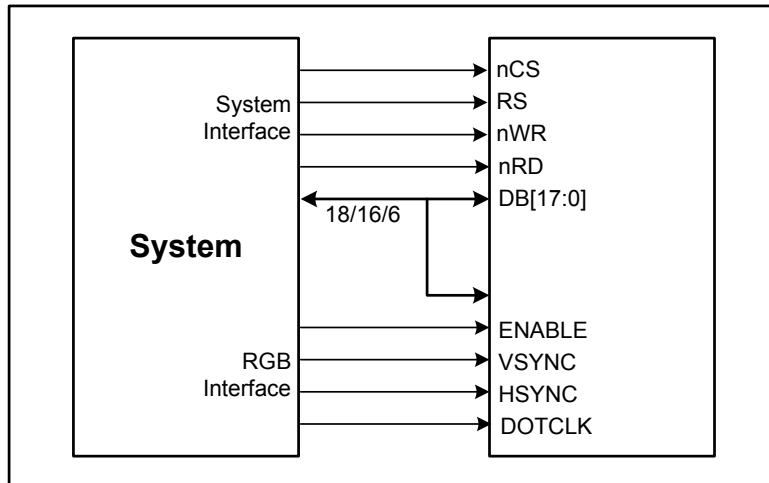 nCS
RS
System
Interface
nWR
nRD
DB[17:0]
18/16/6
System
ENABLE
RGB
Interface
VSYNC
HSYNC
DOTCLK